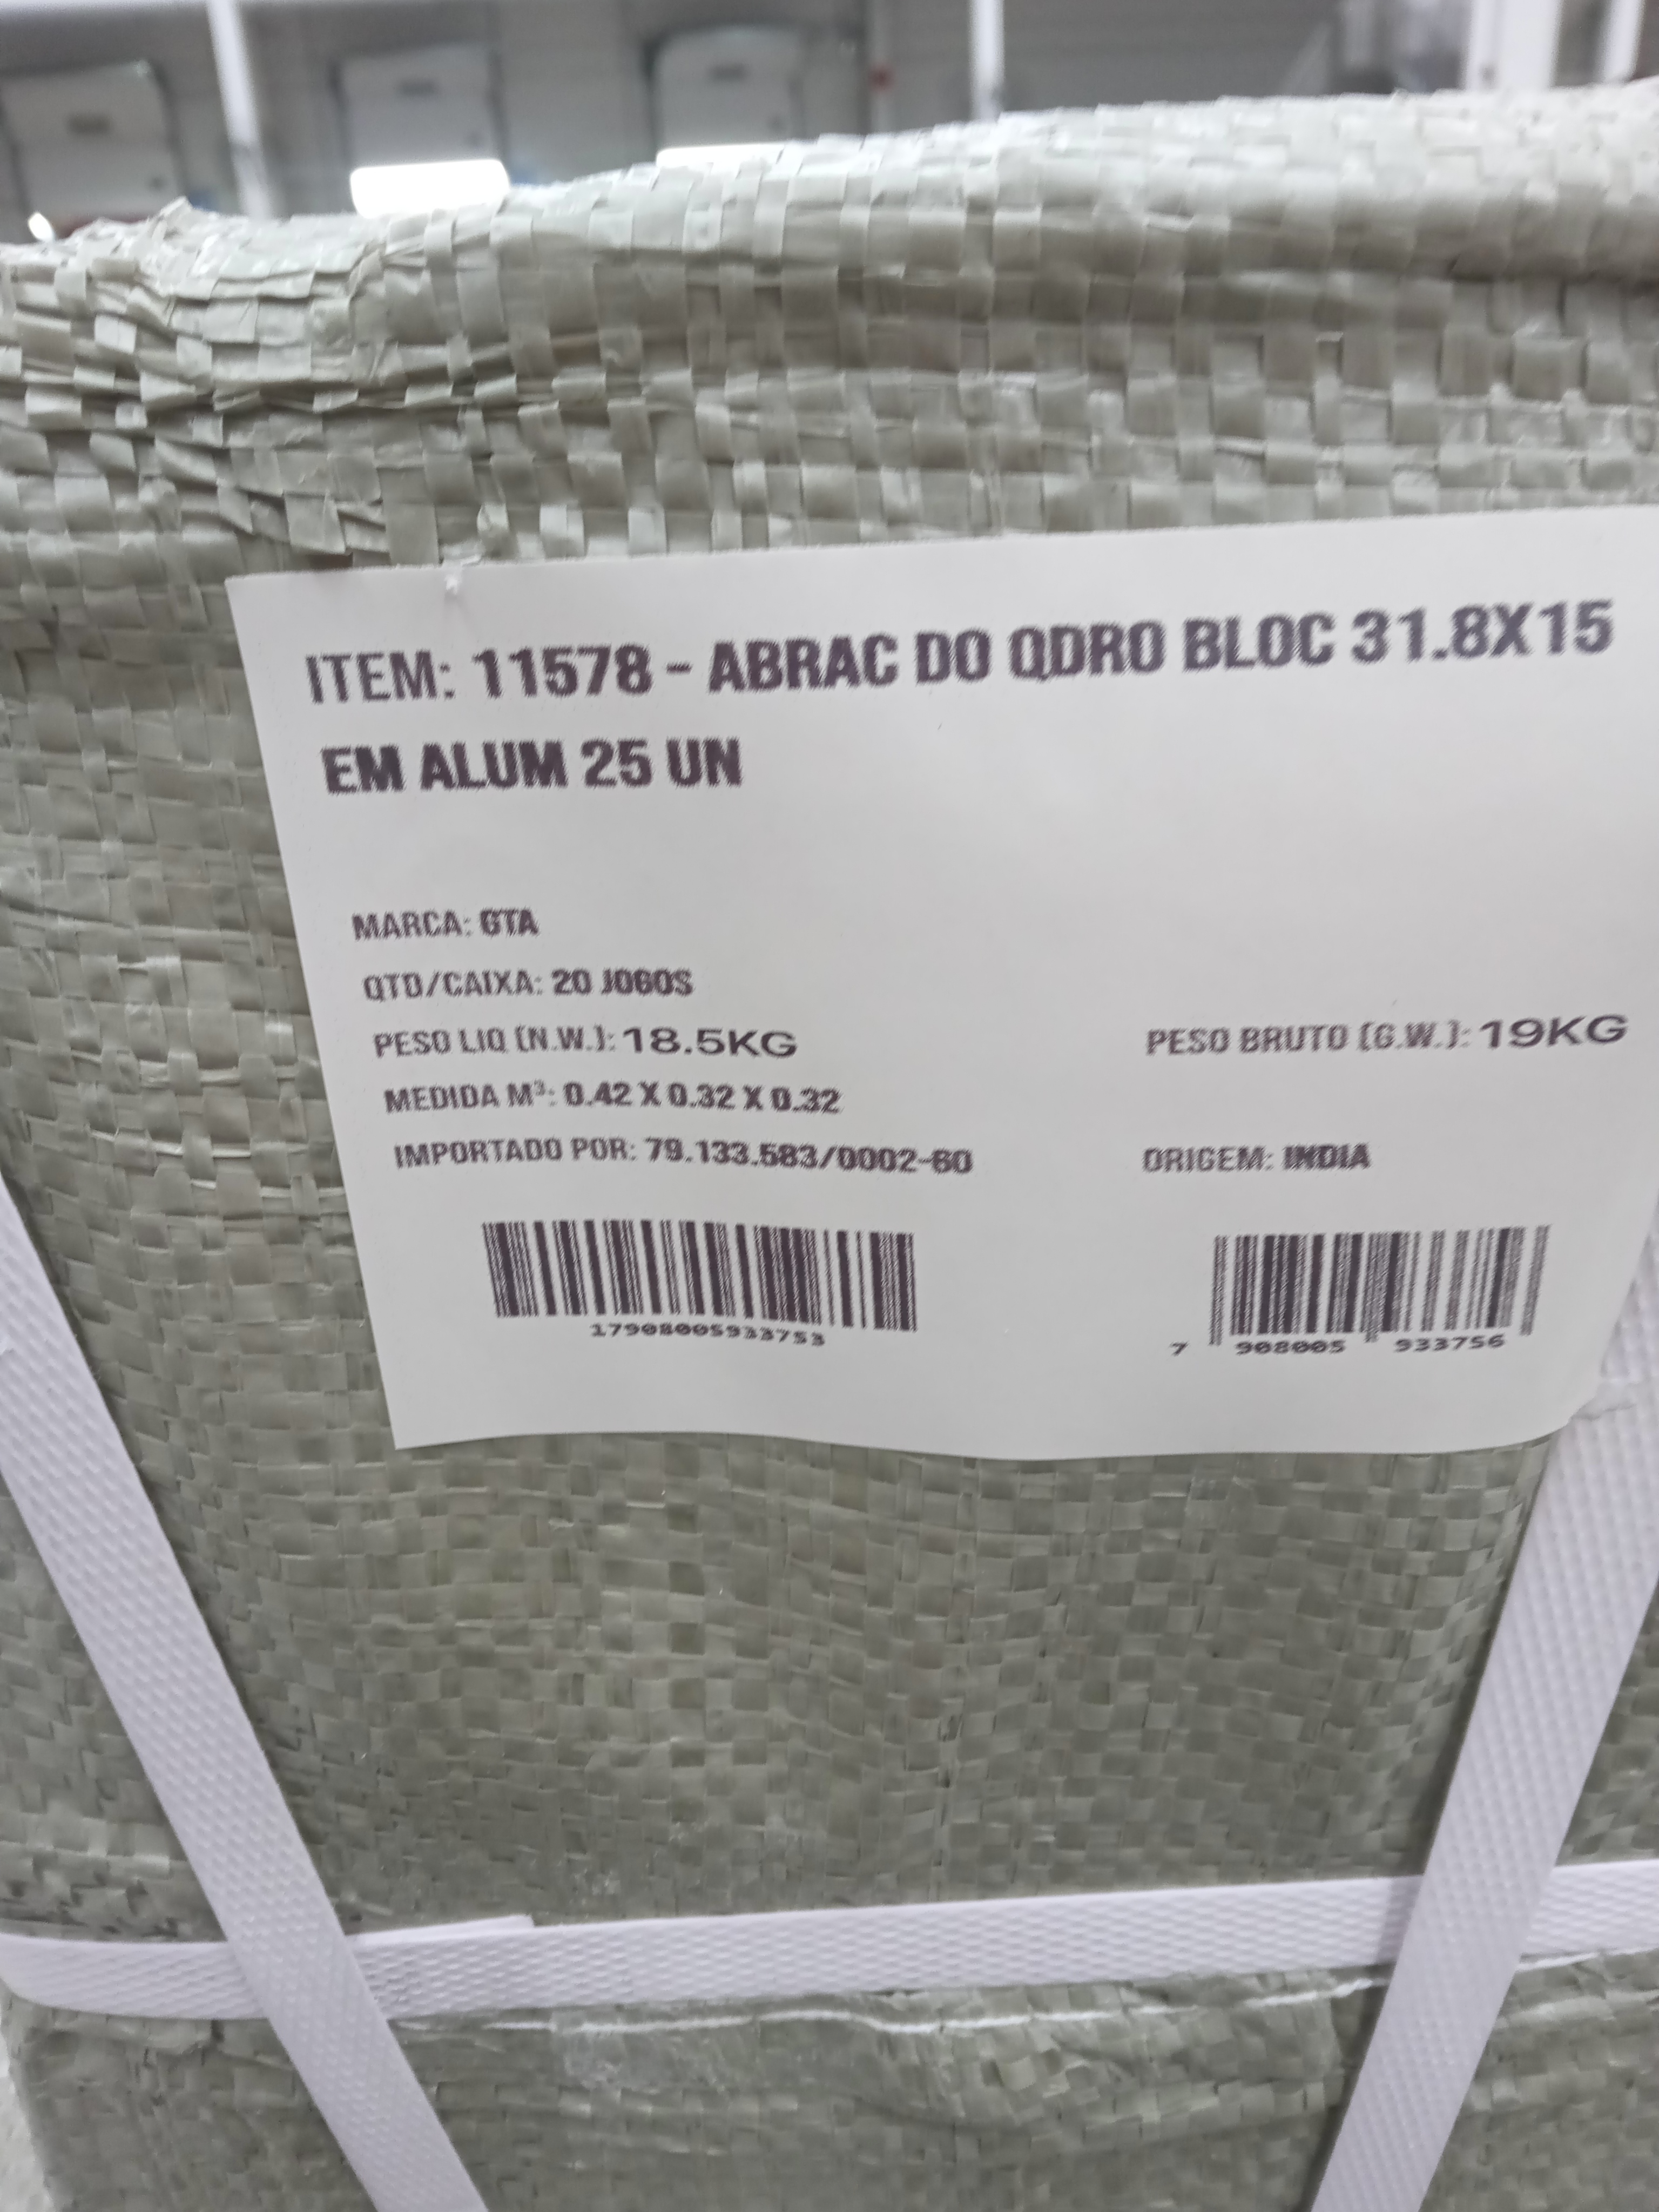 ITEM: 11578 - ABRAC DO QDRO BLOC 31.8X15
EM ALUM 25 UN
MARCA: GTA
QTD/CAIXA: 20 JOGOS
PESO LIQ (N.W.): 18.5KG
PESO BRUTO (G.W.): 19KG
MEDIDA M³: 0.42 X 0.32 X 0.32
IMPORTADO POR: 79.133.583/0002-60
ORIGEM: INDIA
17908005933753
7 908005 933756